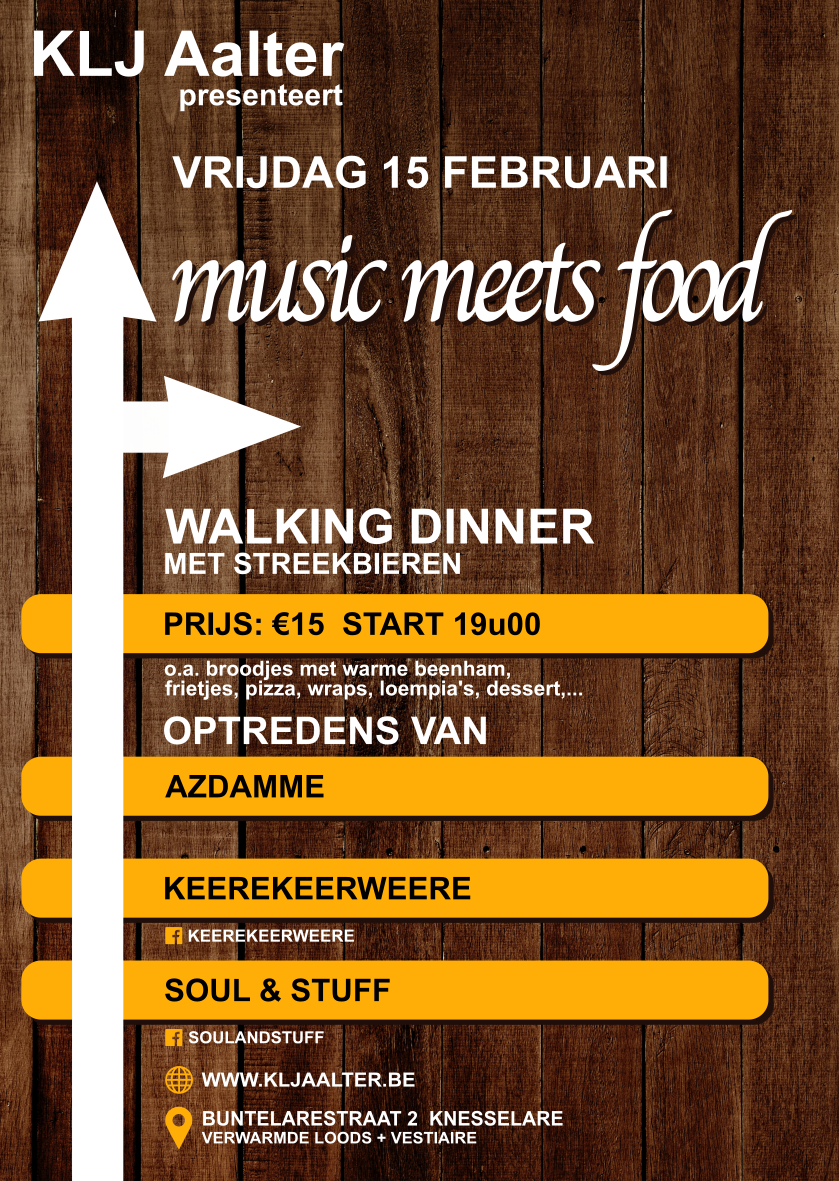 KLJ Aalter
presenteert
VRIJDAG 15 FEBRUARI
music meets food
WALKING DINNER
MET STREEKBIEREN
PRIJS: €15 START 19u00
o.a. broodjes met warme beenham,
frietjes, pizza, wraps, loempia's, dessert,...
OPTREDENS VAN
AZDAMME
KEEREKEERWEERE
KEEREKEERWEERE
SOUL & STUFF
SOULANDSTUFF
WWW.KLJAALTER.BE
BUNTELARESTRAAT 2 KNESSELARE
VERWARMDE LOODS + VESTIAIRE